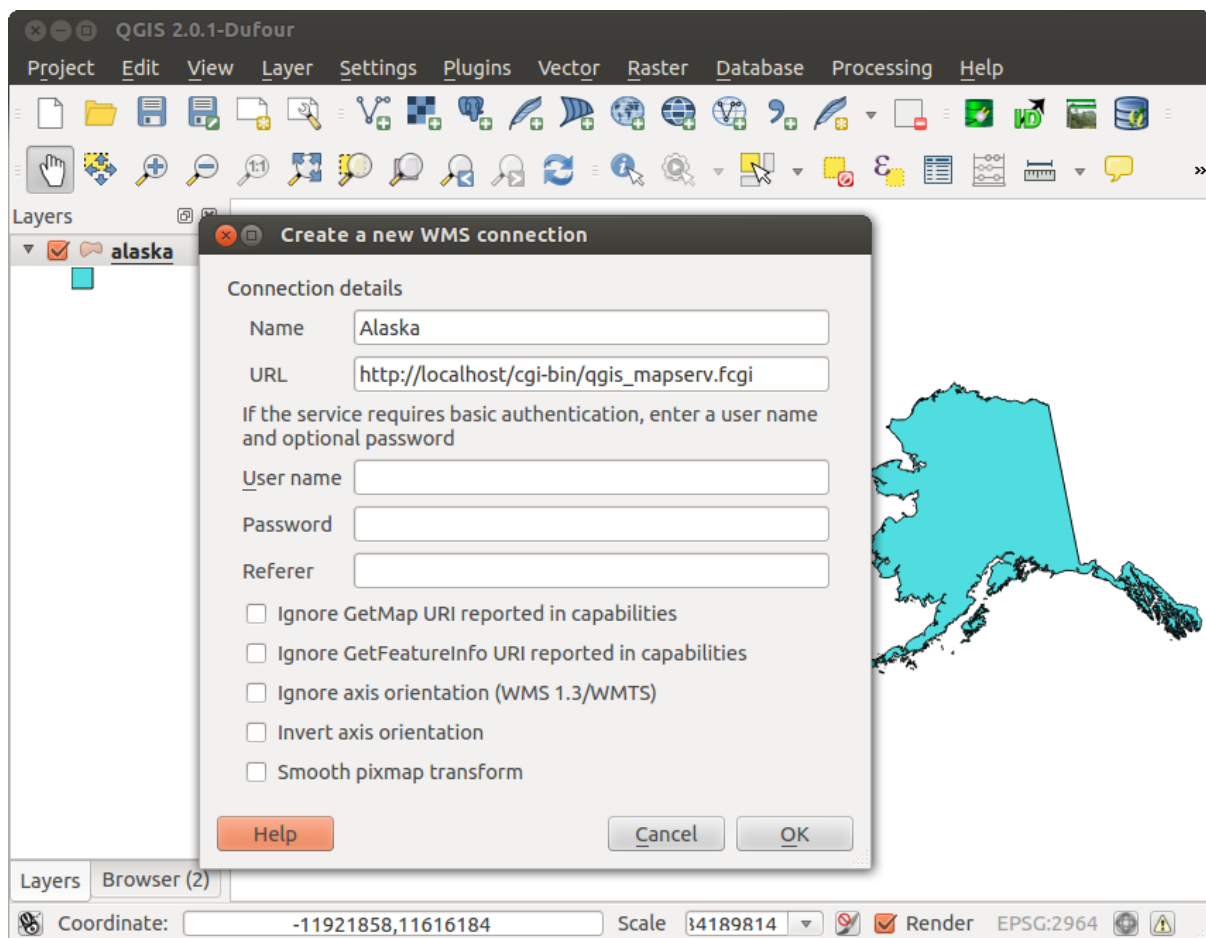 QGIS 2.0.1-Dufour
Project Edit View Layer Settings Plugins Vector Raster Database Processing Help
1:1
Layers
alaska
Create a new WMS connection
Connection details
Name Alaska
URL http://localhost/cgi-bin/qgis_mapserv.fcgi
If the service requires basic authentication, enter a user name
and optional password
User name
Password
Referer
Ignore GetMap URI reported in capabilities
Ignore GetFeatureInfo URI reported in capabilities
Ignore axis orientation (WMS 1.3/WMTS)
Invert axis orientation
Smooth pixmap transform
Help Cancel OK
Layers Browser (2)
Coordinate: -11921858,11616184 Scale 34189814 Render EPSG:2964